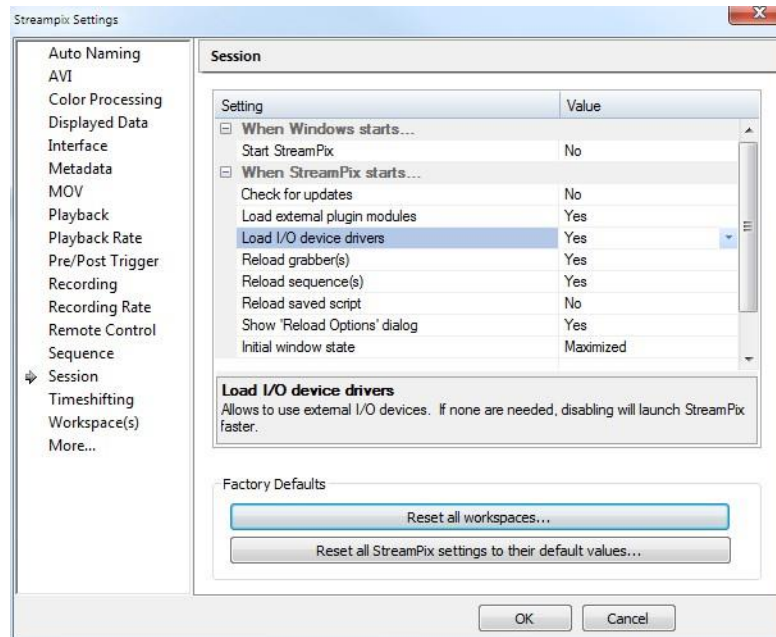 Streampix Settings
Auto Naming
AVI
Color Processing
Displayed Data
Interface
Metadata
MOV
Playback
Playback Rate
Pre/Post Trigger
Recording
Recording Rate
Remote Control
Sequence
Session
Timeshifting
Workspace(s)
More...
Session
Setting Value
When Windows starts...
Start StreamPix No
When StreamPix starts...
Check for updates No
Load external plugin modules Yes
Load I/O device drivers Yes
Reload grabber(s) Yes
Reload sequence(s) Yes
Reload saved script No
Show 'Reload Options' dialog Yes
Initial window state Maximized
Load I/O device drivers
Allows to use external I/O devices. If none are needed, disabling will launch StreamPix
faster.
Factory Defaults
Reset all workspaces...
Reset all StreamPix settings to their default values...
OK Cancel